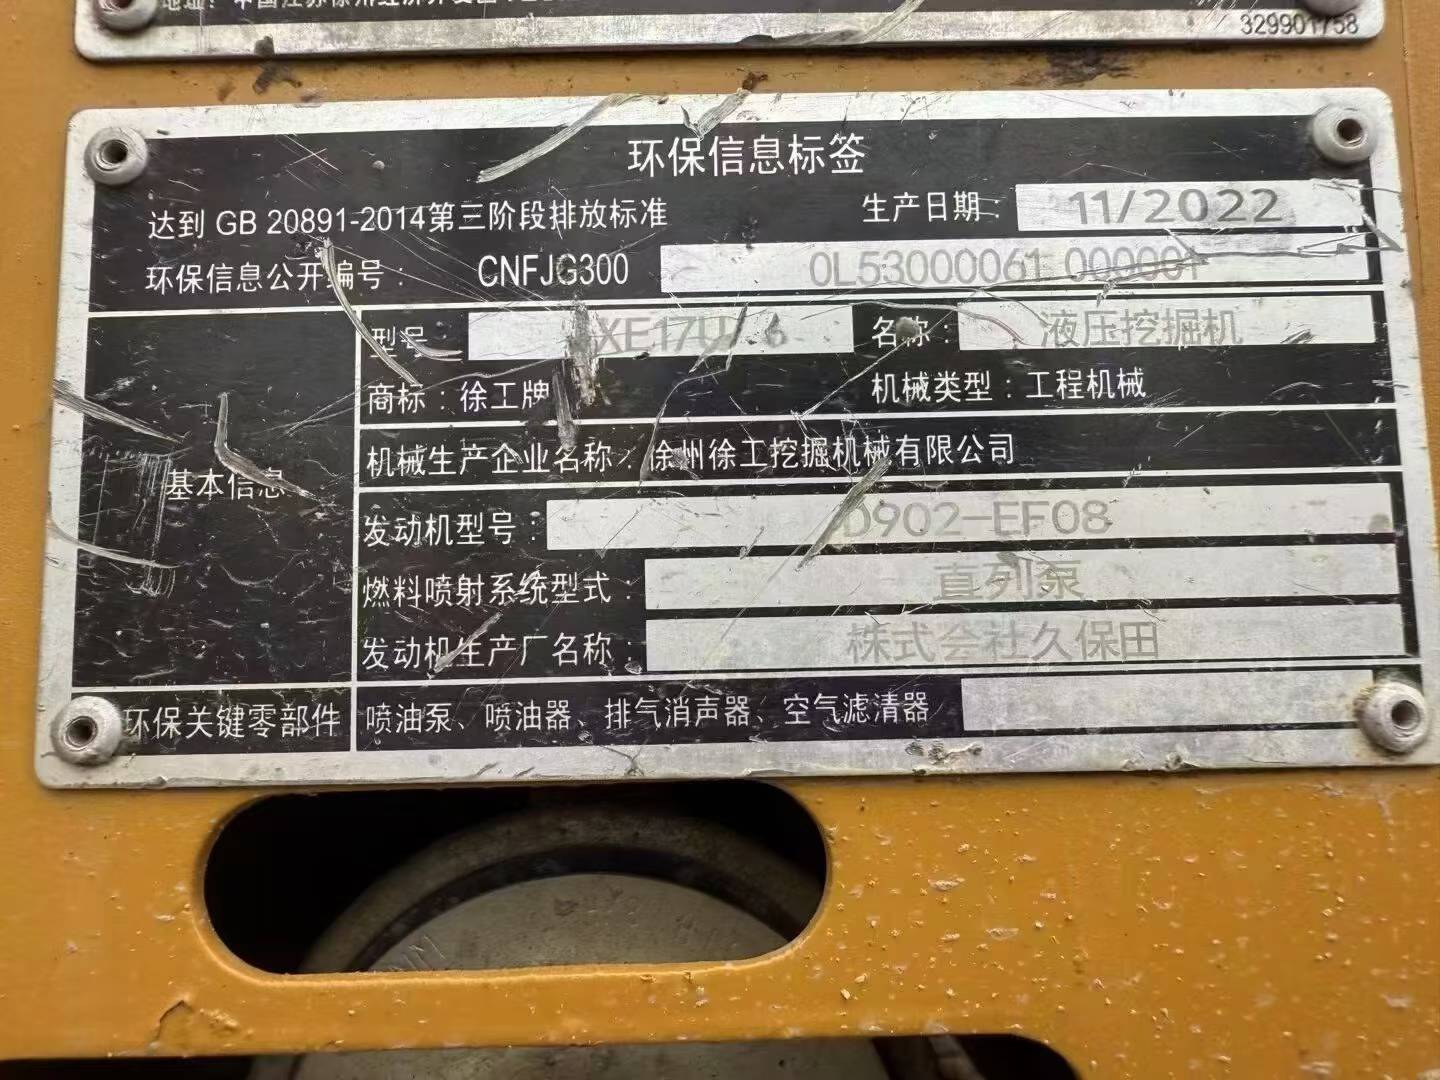 329901758
环保信息标签
达到 GB 20891-2014第三阶段排放标准 生产日期: 11/2022
环保信息公开编号: CNFJG300 0L53000061 000001
型号: XE17U 6 名称: 液压挖掘机
商标: 徐工牌 机械类型: 工程机械
机械生产企业名称: 徐州徐工挖掘机械有限公司
基本信息
发动机型号: D902-EF08
燃料喷射系统型式: 直列泵
发动机生产厂名称: 株式会社久保田
环保关键零部件 喷油泵、喷油器、排气消声器、空气滤清器